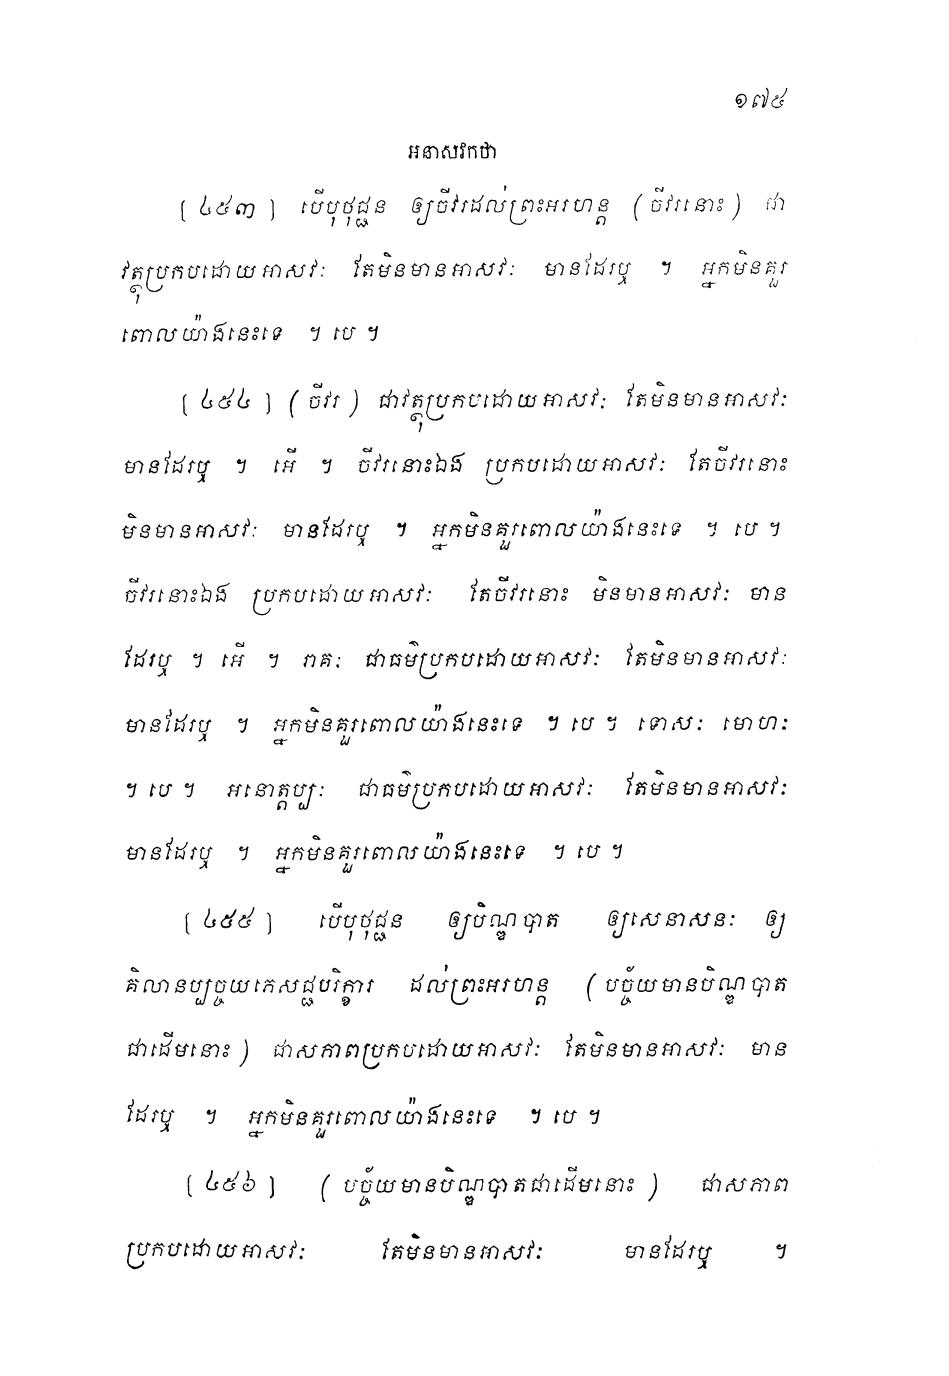 ១៧៥
អនាសវកថា
[ ៤៥៣ ] បើបុថុជ្ជន ឲ្យចីវរដល់ព្រះអរហន្ត ( ចីវរនោះ ) ជា
វត្ថុប្រកបដោយអាសវៈ តែមិនមានអាសវៈ មានដែរឬ ។ អ្នកមិនគួរ
ពោលយ៉ាងនេះទេ ។ បេ ។
[ ៤៥៤ ] ( ចីវរ ) ជាវត្ថុប្រកបដោយអាសវៈ តែមិនមានអាសវៈ
មានដែរឬ ។ អើ ។ ចីវរនោះឯង ប្រកបដោយអាសវៈ តែចីវរនោះ
មិនមានអាសវៈ មានដែរឬ ។ អ្នកមិនគួរពោលយ៉ាងនេះទេ ។ បេ ។
ចីវរនោះឯង ប្រកបដោយអាសវៈ តែចីវរនោះ មិនមានអាសវៈ មាន
ដែរឬ ។ អើ ។ រាគៈ ជាធម៌ប្រកបដោយអាសវៈ តែមិនមានអាសវៈ
មានដែរឬ ។ អ្នកមិនគួរពោលយ៉ាងនេះទេ ។ បេ ។ ទោសៈ មោហៈ
។ បេ ។ អនោត្តប្បៈ ជាធម៌ប្រកបដោយអាសវៈ តែមិនមានអាសវៈ
មានដែរឬ ។ អ្នកមិនគួរពោលយ៉ាងនេះទេ ។ បេ ។
[ ៤៥៥ ] បើបុថុជ្ជន ឲ្យបិណ្ឌបាត ឲ្យសេនាសនៈ ឲ្យ
គិលានប្បច្ចយភេសជ្ជបរិក្ខារ ដល់ព្រះអរហន្ត ( បច្ច័យមានបិណ្ឌបាត
ជាដើមនោះ ) ជាសភាពប្រកបដោយអាសវៈ តែមិនមានអាសវៈ មាន
ដែរឬ ។ អ្នកមិនគួរពោលយ៉ាងនេះទេ ។ បេ ។
[ ៤៥៦ ] ( បច្ច័យមានបិណ្ឌបាតជាដើមនោះ ) ជាសភាព
ប្រកបដោយអាសវៈ តែមិនមានអាសវៈ មានដែរឬ ។